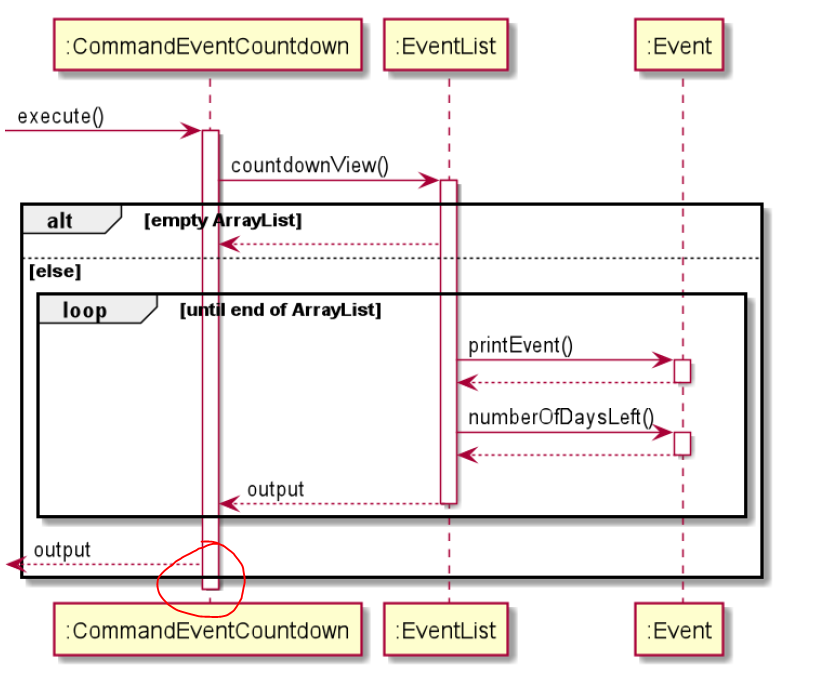 :CommandEventCountdown :EventList :Event
execute()
countdownView()
alt [empty ArrayList]
[else]
loop [until end of ArrayList]
printEvent()
numberOfDaysLeft()
output
output
:CommandEventCountdown :EventList :Event